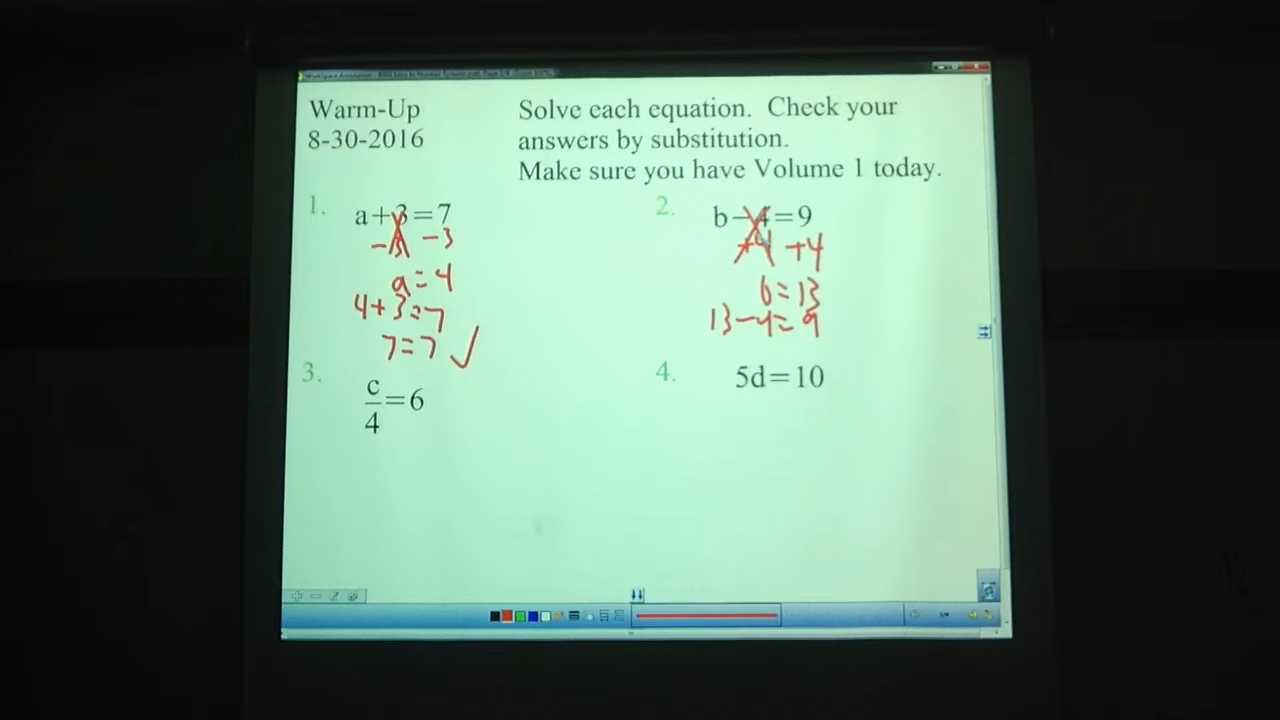 Warm-Up
8-30-2016
Solve each equation. Check your
answers by substitution.
Make sure you have Volume 1 today.
1. a+3=7
-3 -3
a=4
4+3=7
7=7 ✓
2. b-4=9
+4 +4
b=13
13-4=9
3. c/4=6
4. 5d=10